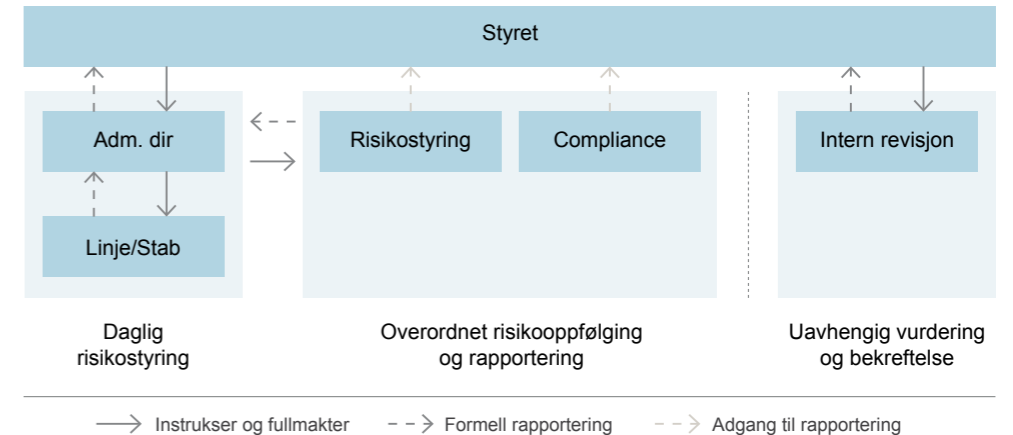 Styret
Adm. dir
Risikostyring
Compliance
Intern revisjon
Linje/Stab
Daglig
risikostyring
Overordnet risikooppfølging
og rapportering
Uavhengig vurdering
og bekreftelse
Instrukser og fullmakter
Formell rapportering
Adgang til rapportering